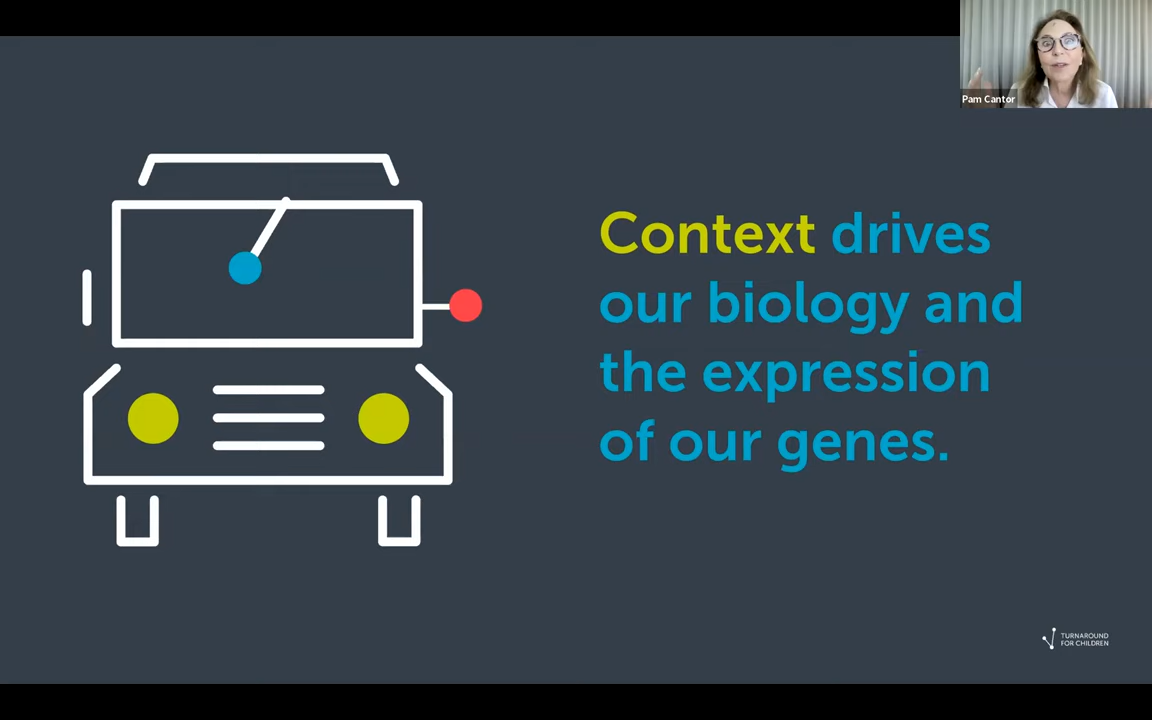 Pam Cantor
Context drives
our biology and
the expression
of our genes.
TURNAROUND
FOR CHILDREN